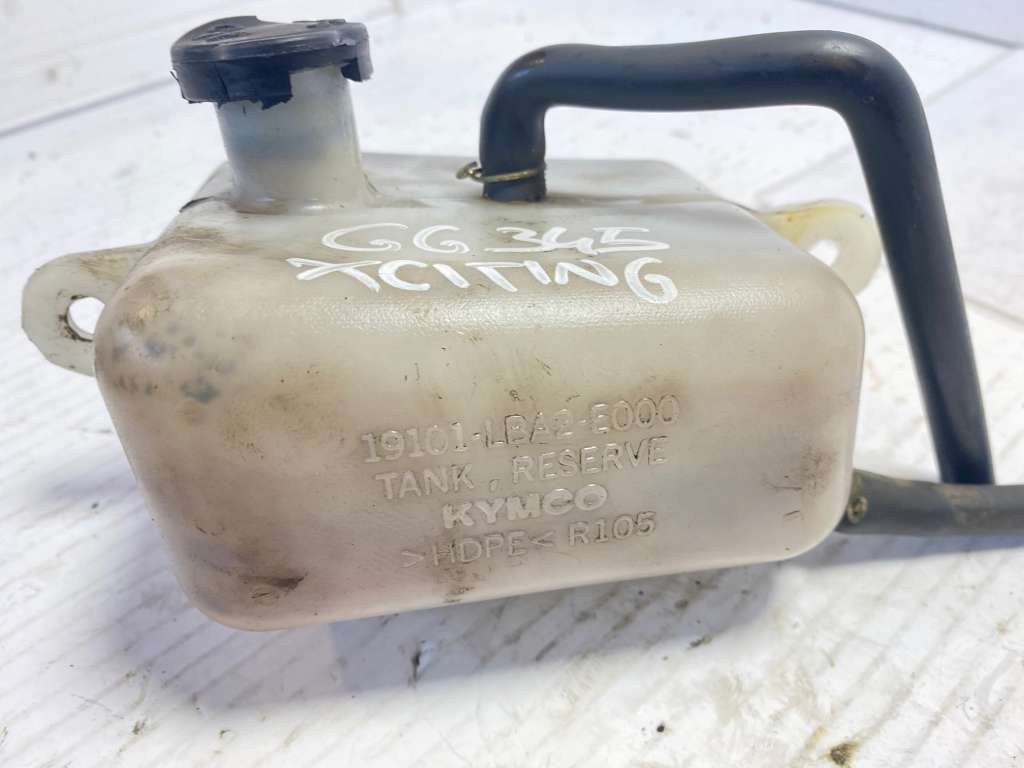 GG 345
XCITING
19101-LBA2-E000
TANK, RESERVE
KYMCO
>HDPE< R105